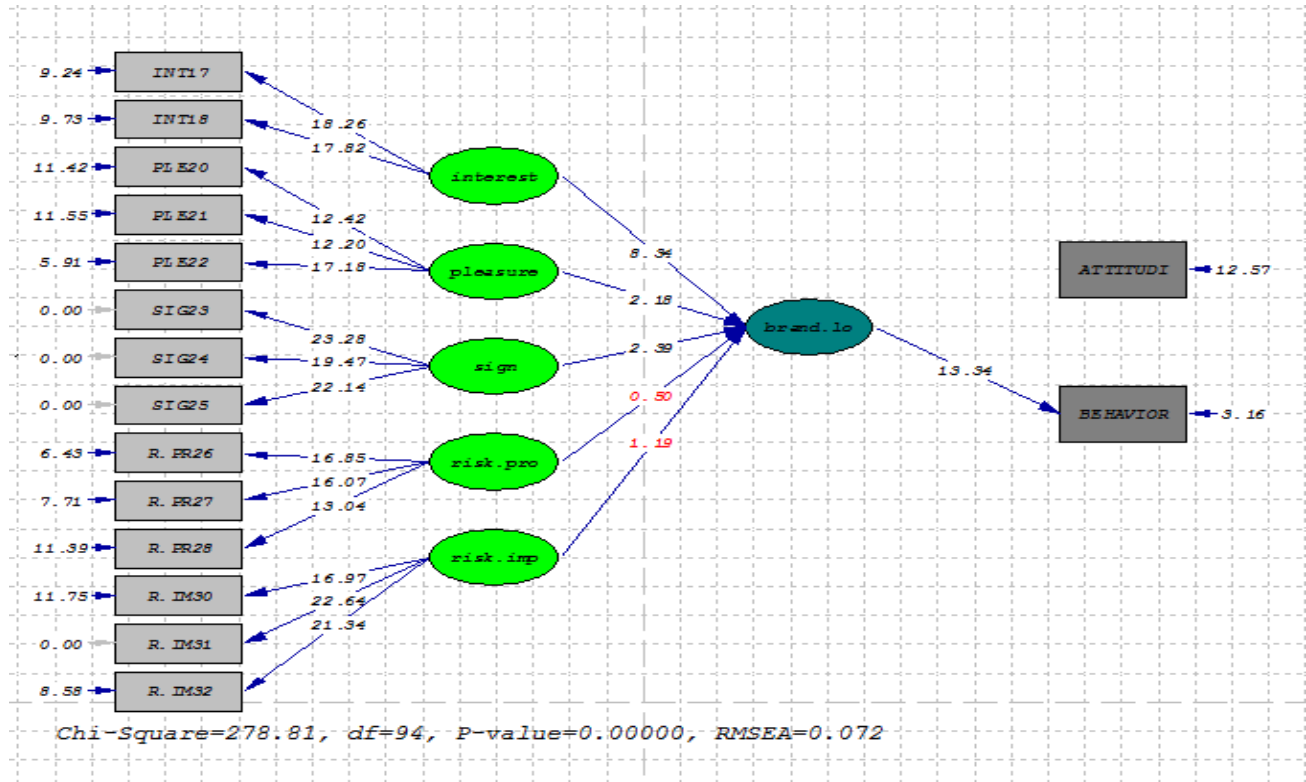 9.24 INT17
9.73 INT18
11.42 PLE20
11.55 PLE21
5.91 PLE22
0.00 SIG23
0.00 SIG24
0.00 SIG25
6.43 R.PR26
7.71 R.PR27
11.39 R.PR28
11.75 R.IM30
0.00 R.IM31
8.58 R.IM32
18.26
17.82
12.42
12.20
17.18
23.28
19.47
22.14
16.85
16.07
13.04
16.97
22.64
21.34
interest
pleasure
sign
risk.pro
risk.imp
8.34
2.18
2.39
0.50
1.19
brand.lo
13.34
ATTITUDI 12.57
BEHAVIOR 3.16
Chi-Square=278.81, df=94, P-value=0.00000, RMSEA=0.072